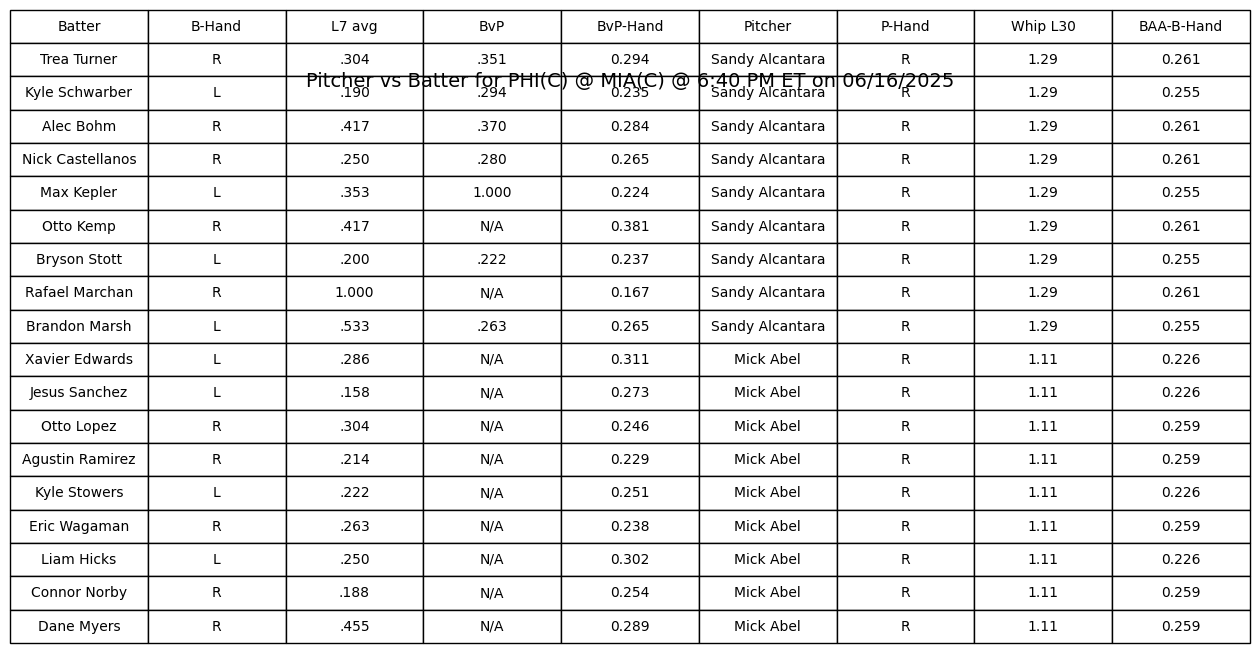 Batter B-Hand L7 avg BvP BvP-Hand Pitcher P-Hand Whip L30 BAA-B-Hand
Trea Turner R .304 .351 0.294 Sandy Alcantara R 1.29 0.261
Pitcher vs Batter for PHI(C) @ MIA(C) @ 6:40 PM ET on 06/16/2025
Kyle Schwarber L .190 .294 0.235 Sandy Alcantara R 1.29 0.255
Alec Bohm R .417 .370 0.284 Sandy Alcantara R 1.29 0.261
Nick Castellanos R .250 .280 0.265 Sandy Alcantara R 1.29 0.261
Max Kepler L .353 1.000 0.224 Sandy Alcantara R 1.29 0.255
Otto Kemp R .417 N/A 0.381 Sandy Alcantara R 1.29 0.261
Bryson Stott L .200 .222 0.237 Sandy Alcantara R 1.29 0.255
Rafael Marchan R 1.000 N/A 0.167 Sandy Alcantara R 1.29 0.261
Brandon Marsh L .533 .263 0.265 Sandy Alcantara R 1.29 0.255
Xavier Edwards L .286 N/A 0.311 Mick Abel R 1.11 0.226
Jesus Sanchez L .158 N/A 0.273 Mick Abel R 1.11 0.226
Otto Lopez R .304 N/A 0.246 Mick Abel R 1.11 0.259
Agustin Ramirez R .214 N/A 0.229 Mick Abel R 1.11 0.259
Kyle Stowers L .222 N/A 0.251 Mick Abel R 1.11 0.226
Eric Wagaman R .263 N/A 0.238 Mick Abel R 1.11 0.259
Liam Hicks L .250 N/A 0.302 Mick Abel R 1.11 0.226
Connor Norby R .188 N/A 0.254 Mick Abel R 1.11 0.259
Dane Myers R .455 N/A 0.289 Mick Abel R 1.11 0.259